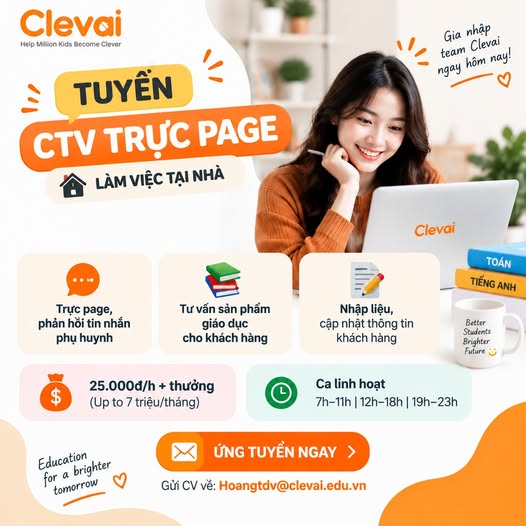 Clevai
Help Million Kids Become Clever
Gia nhập
team Clevai
ngay hôm nay!
TUYỂN
CTV TRỰC PAGE
LÀM VIỆC TẠI NHÀ
Clevai
TOÁN
TIẾNG ANH
Better
Students
Brighter
Future
Trực page,
phản hồi tin nhắn
phụ huynh
Tư vấn sản phẩm
giáo dục
cho khách hàng
Nhập liệu,
cập nhật thông tin
khách hàng
$
25.000đ/h + thưởng
(Up to 7 triệu/tháng)
Ca linh hoạt
7h–11h | 12h–18h | 19h–23h
Education
for a brighter
tomorrow
ỨNG TUYỂN NGAY
Gửi CV về: Hoangtdv@clevai.edu.vn